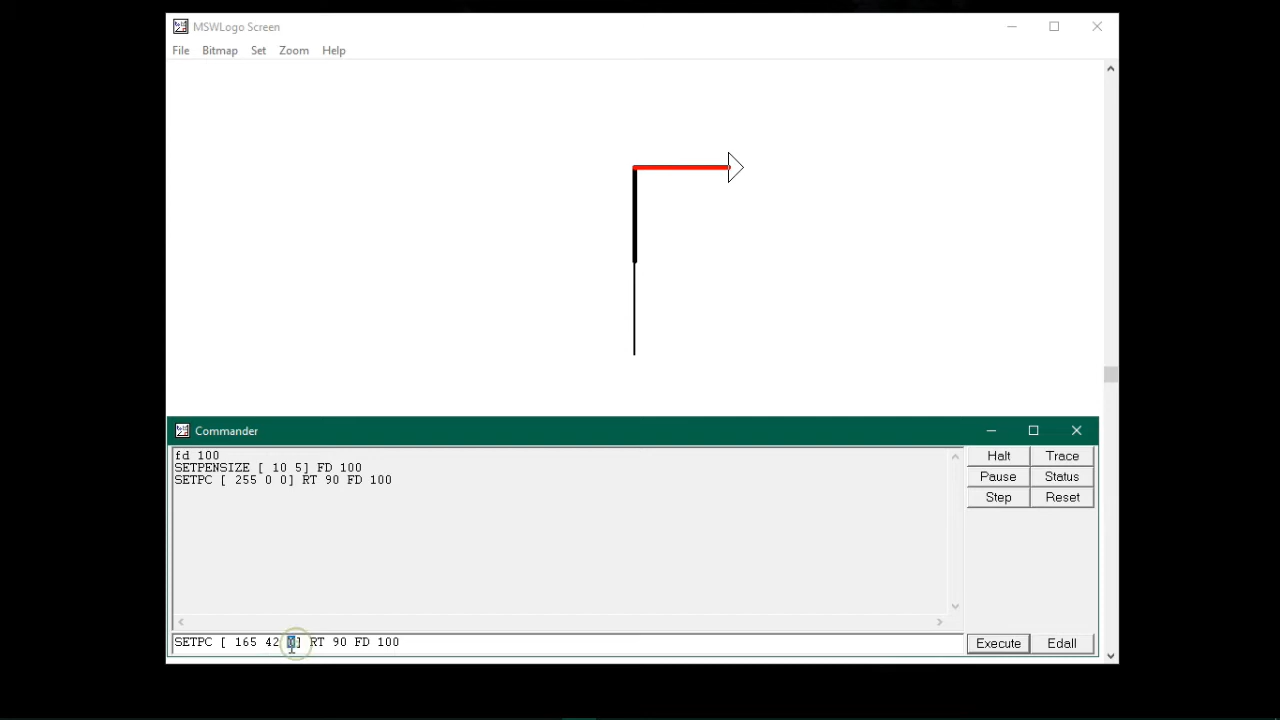 MSWLogo Screen
File Bitmap Set Zoom Help
Commander
fd 100
SETPENSIZE [ 10 5] FD 100
SETPC [ 255 0 0] RT 90 FD 100
Halt Trace
Pause Status
Step Reset
SETPC [ 165 42 0] RT 90 FD 100
Execute Edall